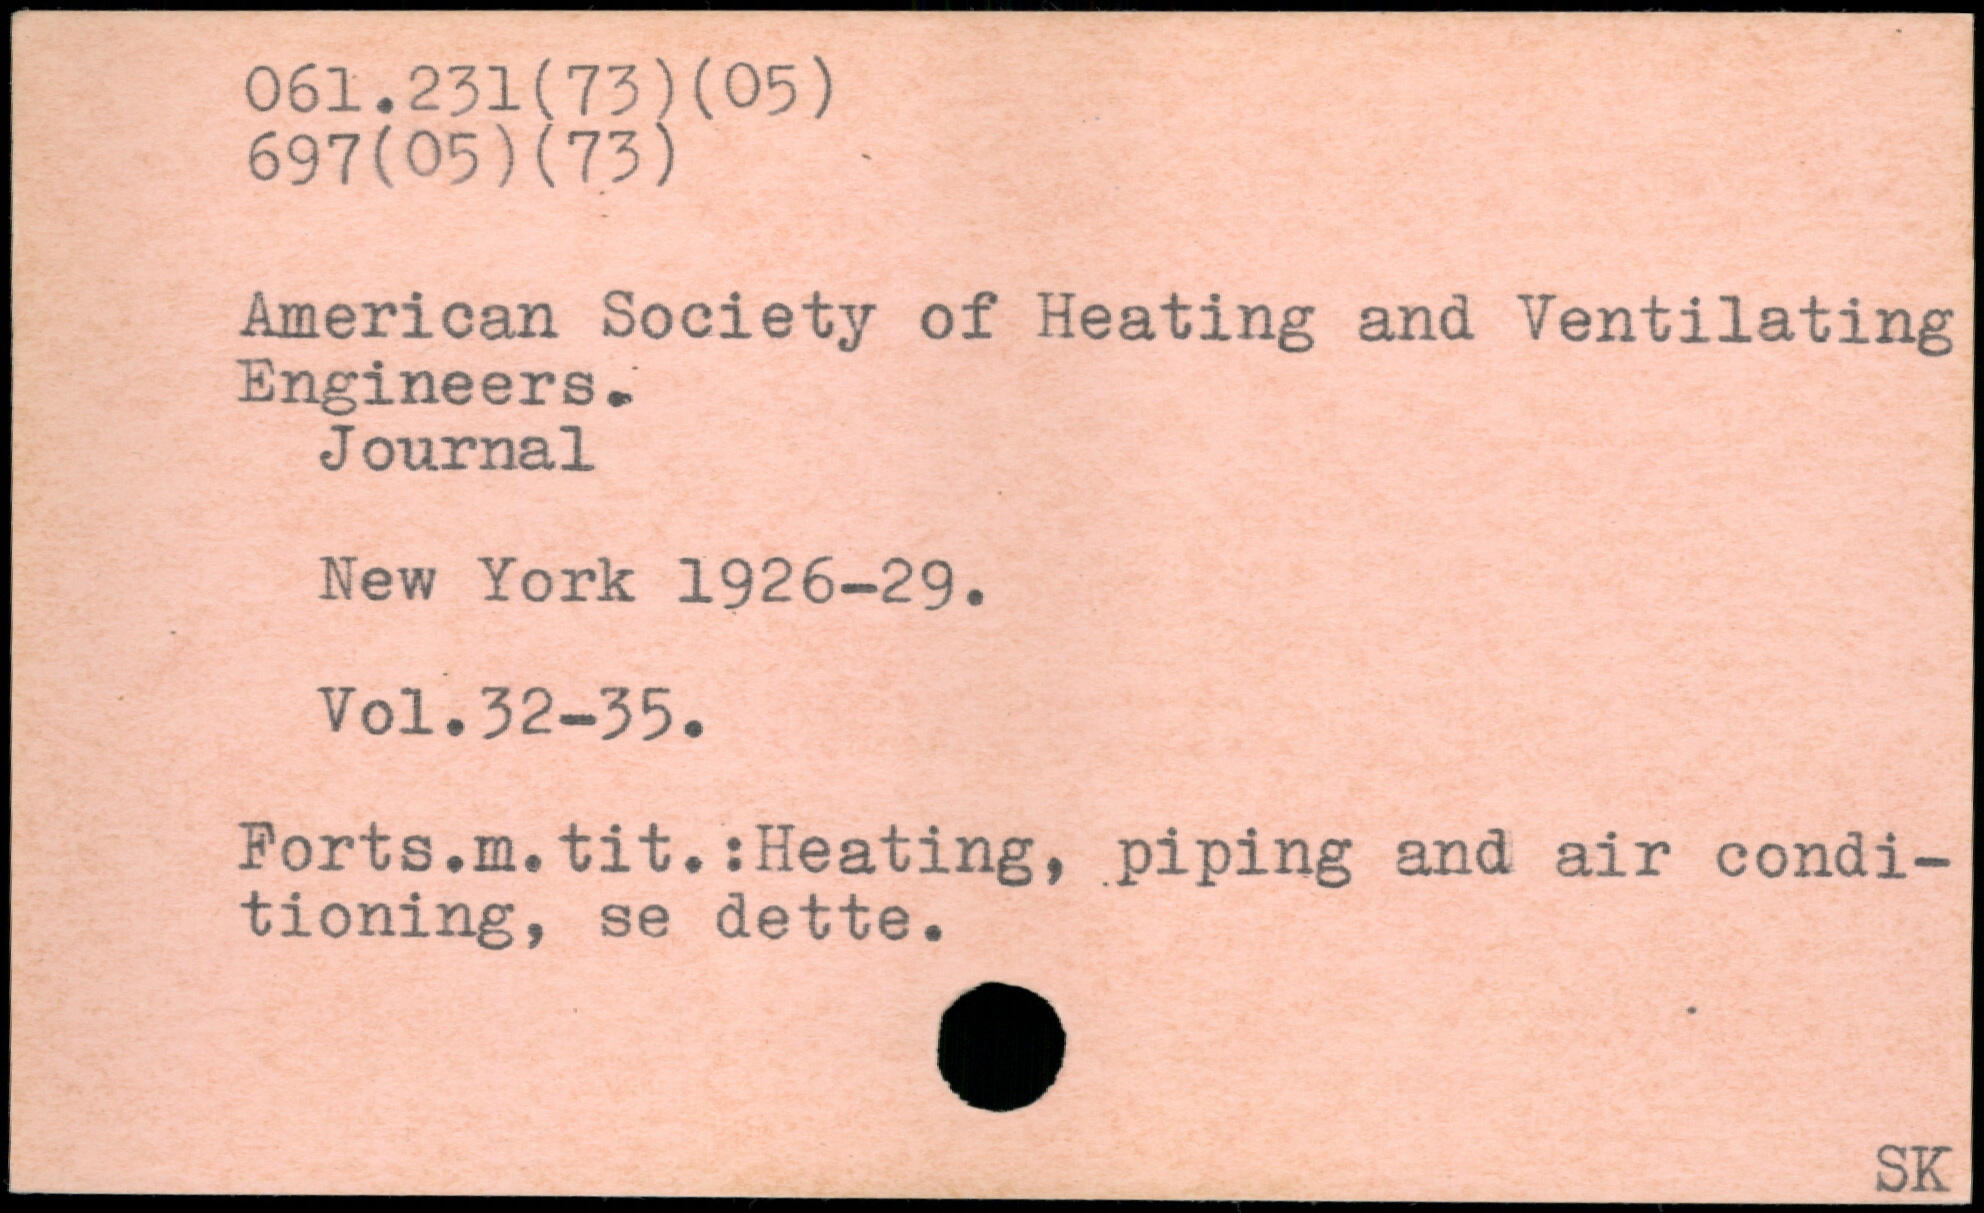 061.231(73)(05)
697(05)(73)
American Society of Heating and Ventilating
Engineers.
Journal
New York 1926-29.
Vol.32-35.
Forts.m.tit.:Heating, piping and air condi-
tioning, se dette.
SK